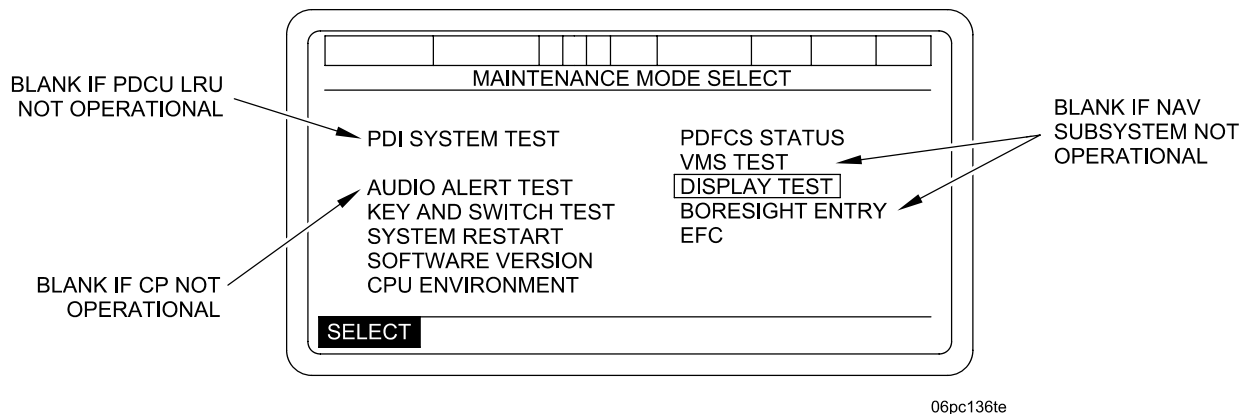 MAINTENANCE MODE SELECT
BLANK IF PDCU LRU
NOT OPERATIONAL
PDI SYSTEM TEST
AUDIO ALERT TEST
KEY AND SWITCH TEST
SYSTEM RESTART
SOFTWARE VERSION
CPU ENVIRONMENT
PDFCS STATUS
VMS TEST
DISPLAY TEST
BORESIGHT ENTRY
EFC
BLANK IF NAV
SUBSYSTEM NOT
OPERATIONAL
BLANK IF CP NOT
OPERATIONAL
SELECT
06pc136te